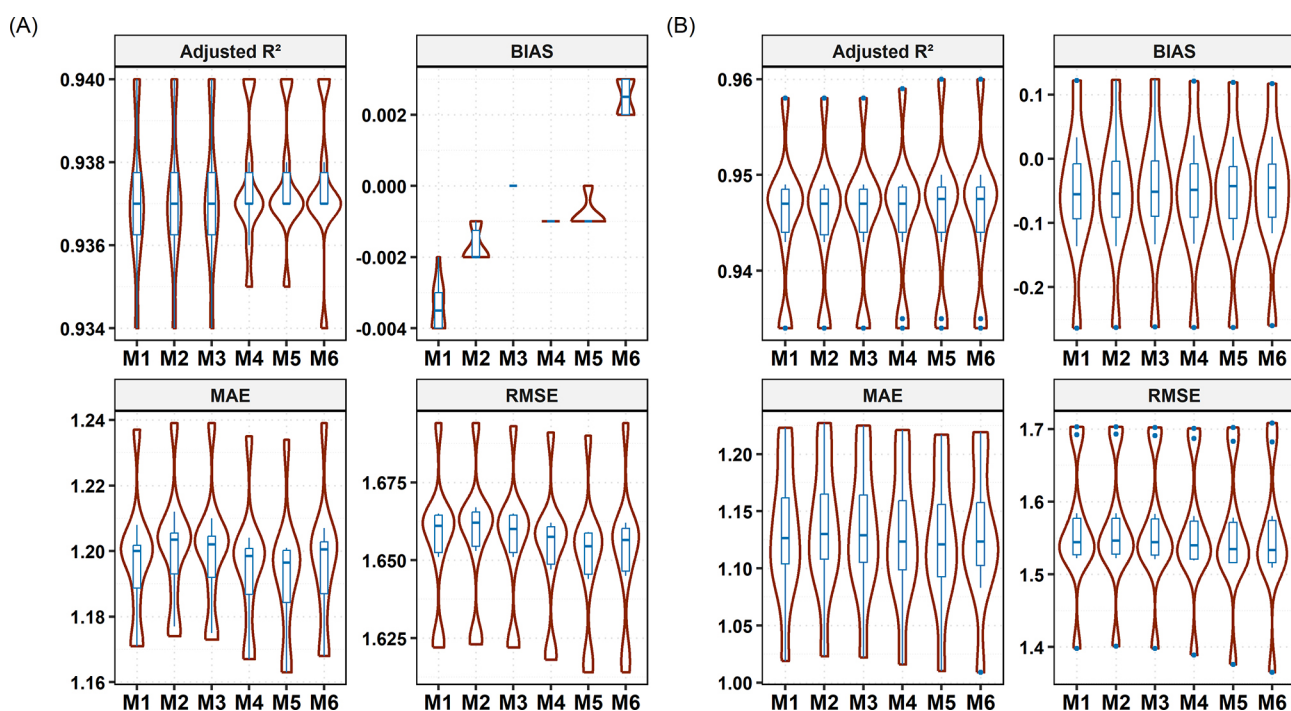 (A)
(B)
Adjusted R²
BIAS
Adjusted R²
BIAS
0.940
0.938
0.936
0.934
0.002
0.000
-0.002
-0.004
0.96
0.95
0.94
0.1
0.0
-0.1
-0.2
M1 M2 M3 M4 M5 M6
M1 M2 M3 M4 M5 M6
M1 M2 M3 M4 M5 M6
M1 M2 M3 M4 M5 M6
MAE
RMSE
MAE
RMSE
1.24
1.22
1.20
1.18
1.16
1.675
1.650
1.625
1.20
1.15
1.10
1.05
1.00
1.7
1.6
1.5
1.4
M1 M2 M3 M4 M5 M6
M1 M2 M3 M4 M5 M6
M1 M2 M3 M4 M5 M6
M1 M2 M3 M4 M5 M6